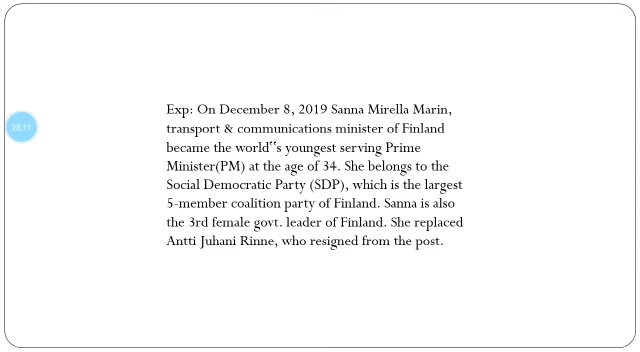 Exp: On December 8, 2019 Sanna Mirella Marin,
transport & communications minister of Finland
became the world‟s youngest serving Prime
Minister(PM) at the age of 34. She belongs to the
Social Democratic Party (SDP), which is the largest
5-member coalition party of Finland. Sanna is also
the 3rd female govt. leader of Finland. She replaced
Antti Juhani Rinne, who resigned from the post.
23:11